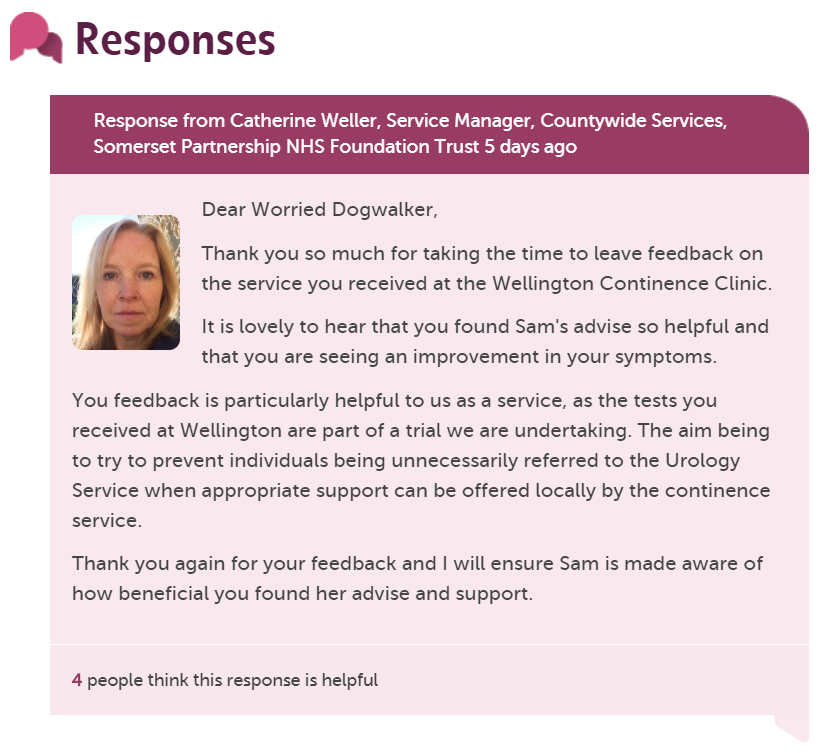 Responses
Response from Catherine Weller, Service Manager, Countywide Services,
Somerset Partnership NHS Foundation Trust 5 days ago
Dear Worried Dogwalker,
Thank you so much for taking the time to leave feedback on
the service you received at the Wellington Continence Clinic.
It is lovely to hear that you found Sam's advise so helpful and
that you are seeing an improvement in your symptoms.
You feedback is particularly helpful to us as a service, as the tests you
received at Wellington are part of a trial we are undertaking. The aim being
to try to prevent individuals being unnecessarily referred to the Urology
Service when appropriate support can be offered locally by the continence
service.
Thank you again for your feedback and I will ensure Sam is made aware of
how beneficial you found her advise and support.
4 people think this response is helpful